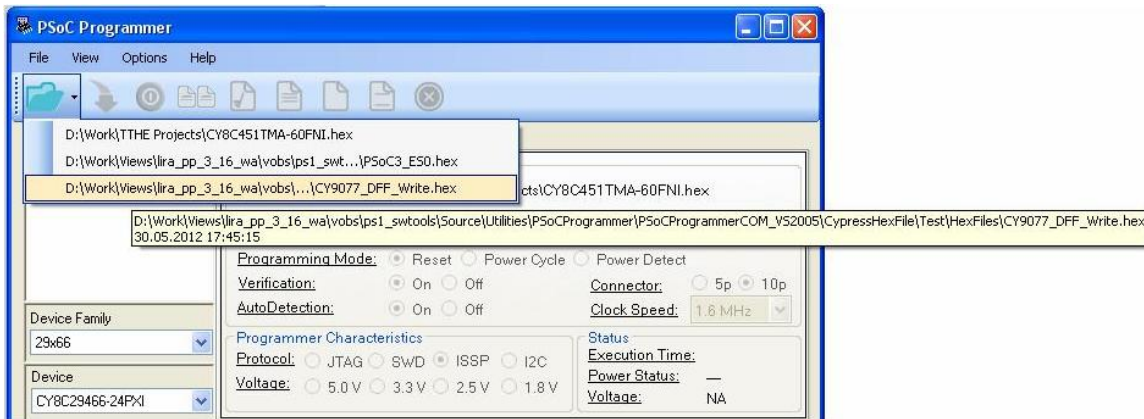 PSoC Programmer
File View Options Help
D:\Work\TTHE Projects\CY8C451TMA-60FNI.hex
D:\Work\Views\lira_pp_3_16_wa\vobs\ps1_swt...\PSoC3_ES0.hex
D:\Work\Views\lira_pp_3_16_wa\vobs\...\CY9077_DFF_Write.hex
cts\CY8C451TMA-60FNI.hex
D:\Work\Views\lira_pp_3_16_wa\vobs\ps1_swtools\Source\Utilities\PSoCProgrammer\PSoCProgrammerCOM_VS2005\CypressHexFile\Test\HexFiles\CY9077_DFF_Write.hex
30.05.2012 17:45:15
Programming Mode: Reset Power Cycle Power Detect
Verification: On Off Connector: 5p 10p
AutoDetection: On Off Clock Speed: 1.6 MHz
Device Family
29x66
Device
CY8C29466-24PXI
Programmer Characteristics
Protocol: JTAG SWD ISSP I2C
Voltage: 5.0 V 3.3 V 2.5 V 1.8 V
Status
Execution Time:
Power Status: —
Voltage: NA